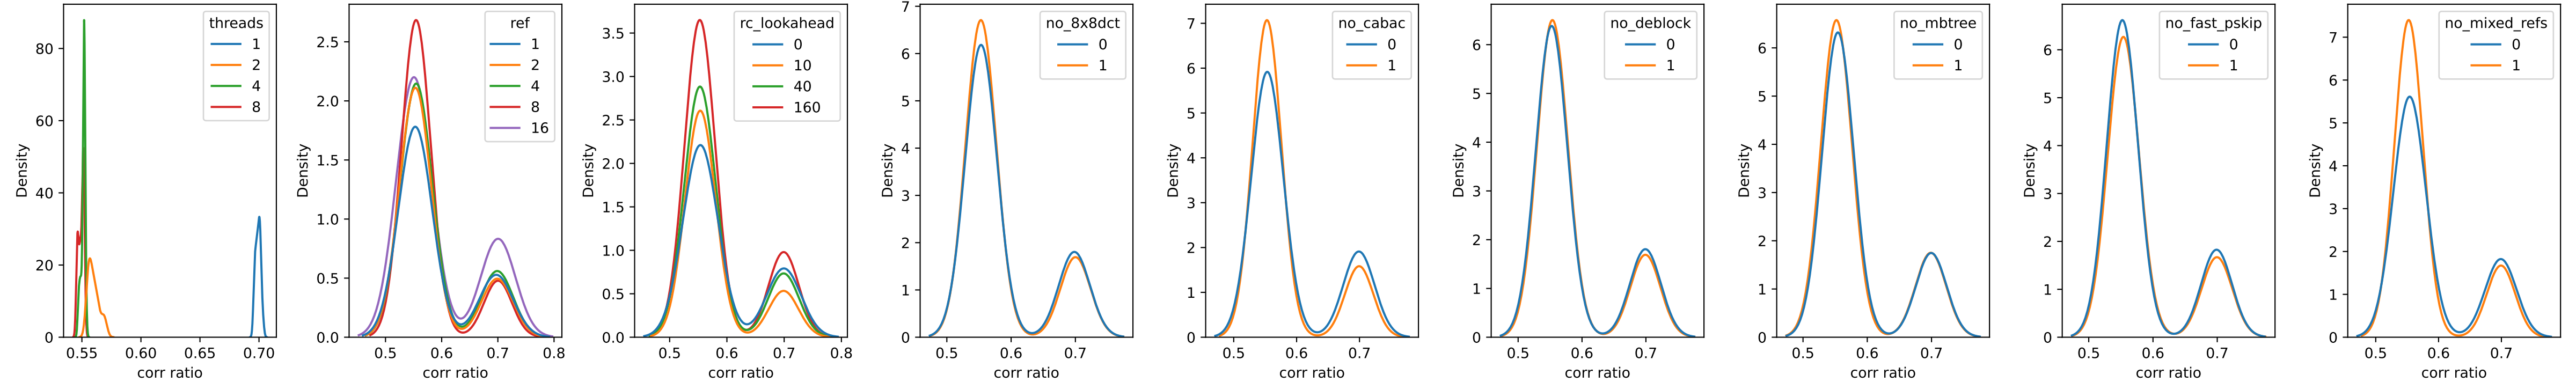 threads
1
2
4
8
80
60
40
20
0
Density
0.55 0.60 0.65 0.70
corr ratio
ref
1
2
4
8
16
2.5
2.0
1.5
1.0
0.5
0.0
Density
0.5 0.6 0.7 0.8
corr ratio
rc_lookahead
0
10
40
160
3.5
3.0
2.5
2.0
1.5
1.0
0.5
0.0
Density
0.5 0.6 0.7 0.8
corr ratio
no_8x8dct
0
1
7
6
5
4
3
2
1
0
Density
0.5 0.6 0.7
corr ratio
no_cabac
0
1
7
6
5
4
3
2
1
0
Density
0.5 0.6 0.7
corr ratio
no_deblock
0
1
6
5
4
3
2
1
0
Density
0.5 0.6 0.7
corr ratio
no_mbtree
0
1
6
5
4
3
2
1
0
Density
0.5 0.6 0.7
corr ratio
no_fast_pskip
0
1
6
5
4
3
2
1
0
Density
0.5 0.6 0.7
corr ratio
no_mixed_refs
0
1
7
6
5
4
3
2
1
0
Density
0.5 0.6 0.7
corr ratio